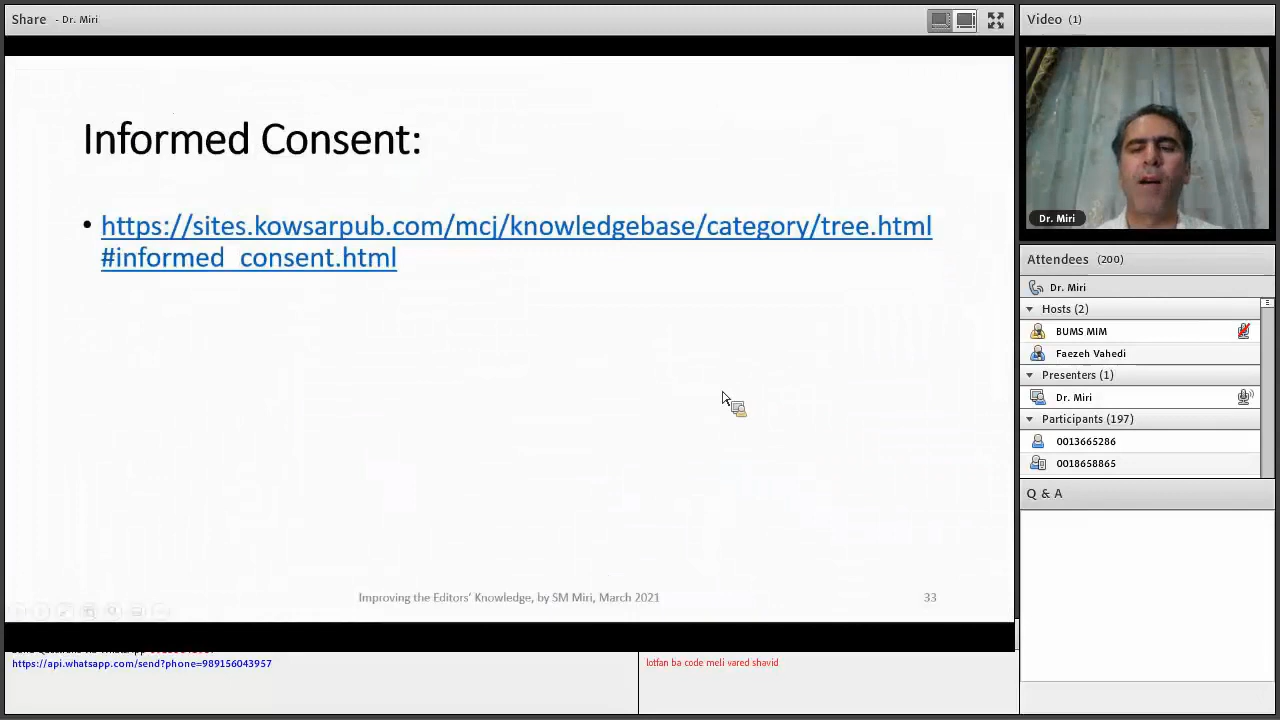 Share - Dr. Miri
Informed Consent:
• https://sites.kowsarpub.com/mcj/knowledgebase/category/tree.html
#informed_consent.html
Improving the Editors' Knowledge, by SM Miri, March 2021
33
https://api.whatsapp.com/send?phone=989156043957
lotfan ba code meli vared shavid
Video (1)
Dr. Miri
Attendees (200)
Dr. Miri
Hosts (2)
BUMS MIM
Faezeh Vahedi
Presenters (1)
Dr. Miri
Participants (197)
0013665286
0018658865
Q & A